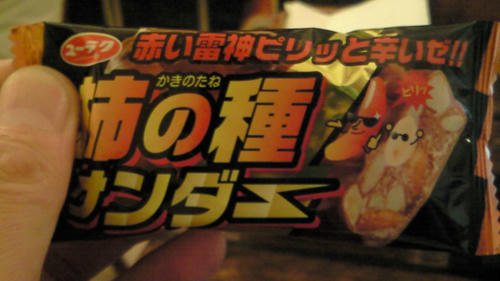 ユーラク
赤い雷神ピリッと辛いぜ!!
かきのたね
柿の種
サンダー
ピリッ